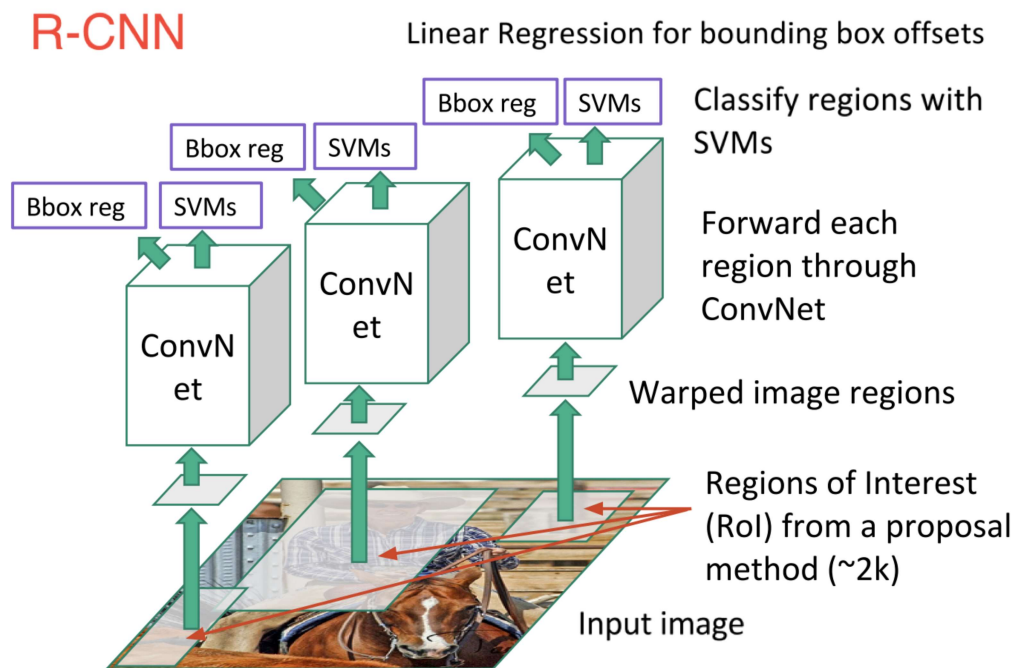 R-CNN
Linear Regression for bounding box offsets
Bbox reg
SVMs
Classify regions with
SVMs
Bbox reg
SVMs
Bbox reg
SVMs
Forward each
region through
ConvNet
ConvN
et
ConvN
et
ConvN
et
Warped image regions
Regions of Interest
(RoI) from a proposal
method (~2k)
Input image